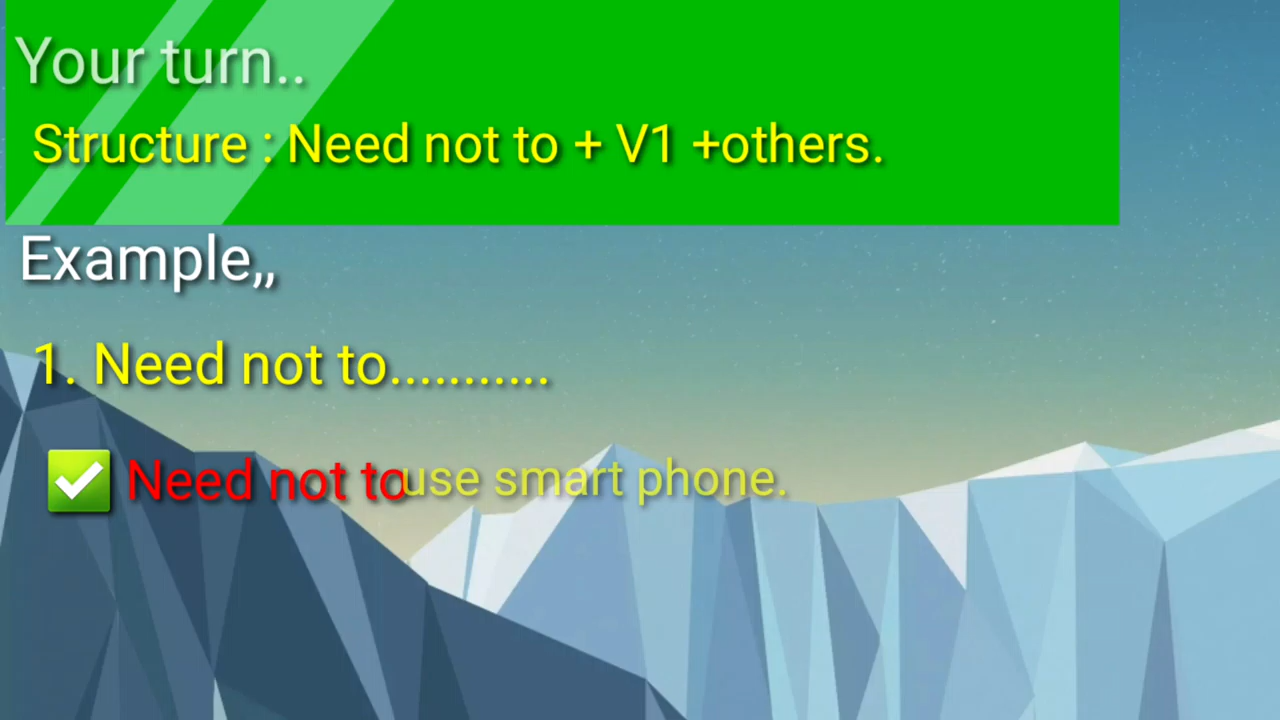 Your turn..
Structure : Need not to + V1 +others.
Example,,
1. Need not to...........
✅ Need not to use smart phone.